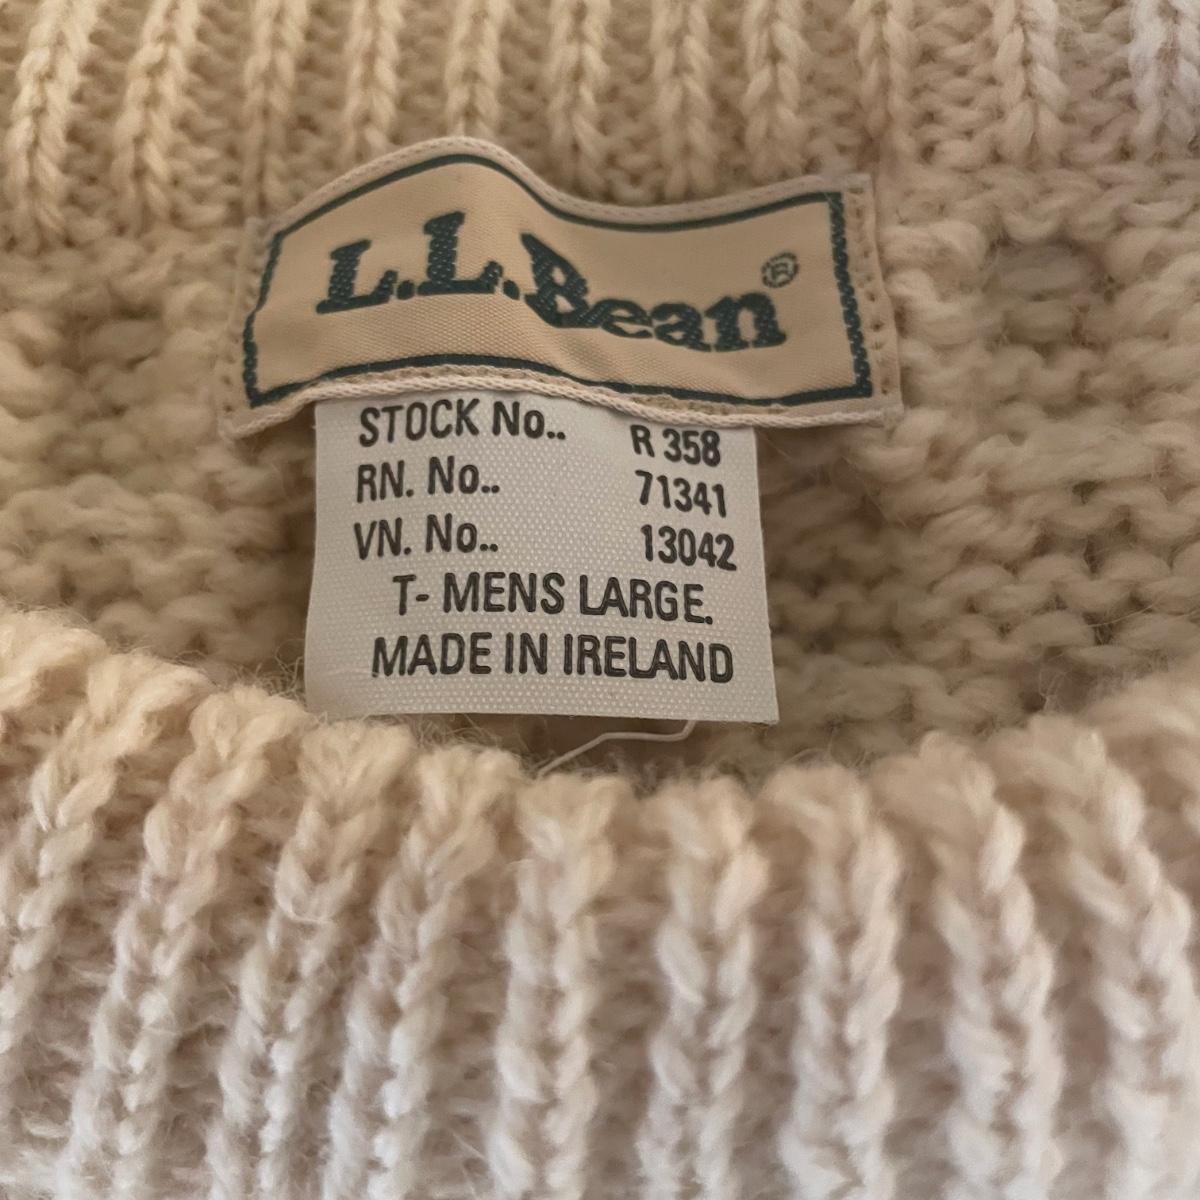 L.L.Bean®
STOCK No.. R 358
RN. No.. 71341
VN. No.. 13042
T- MENS LARGE.
MADE IN IRELAND